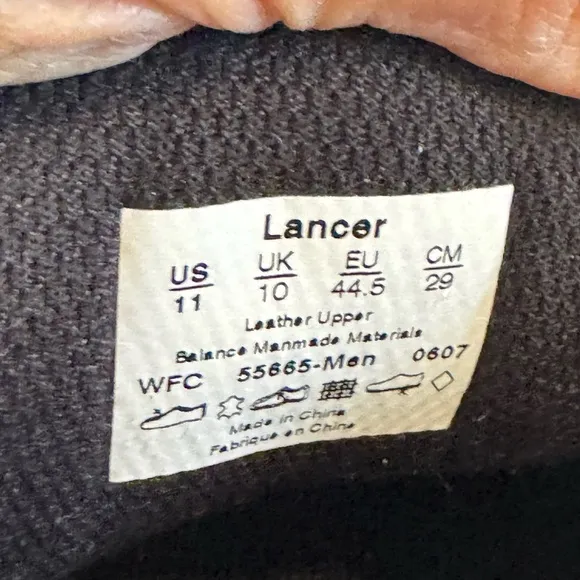 Lancer
US UK EU CM
11 10 44.5 29
Leather Upper
Balance Manmade Materials
WFC 55665-Men 0607
Made in China
Fabrique en Chine